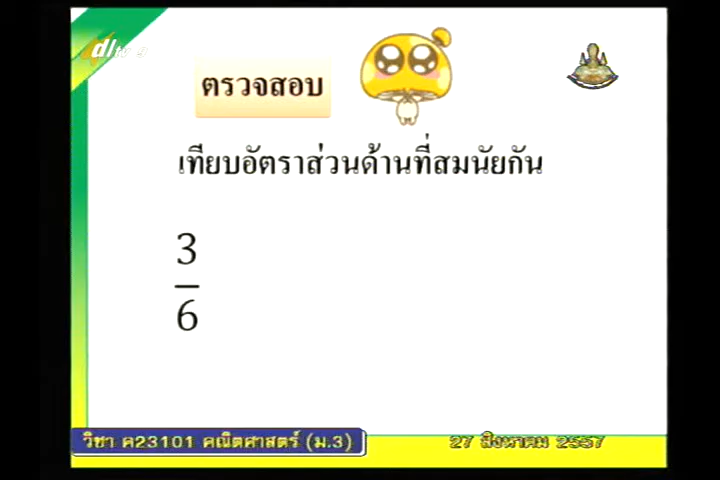 dltv 9
ตรวจสอบ
เทียบอัตราส่วนด้านที่สมนัยกัน
3
6
วิชา ค23101 คณิตศาสตร์ (ม.3)
27 สิงหาคม 2557